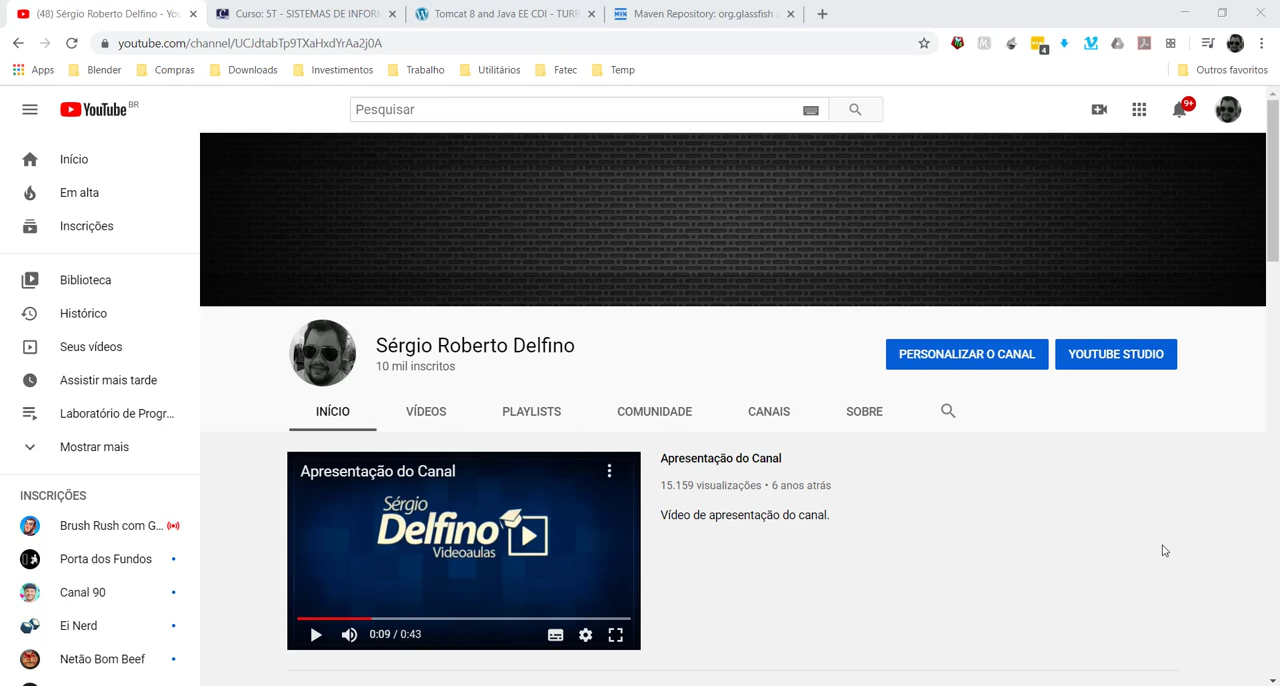 (48) Sérgio Roberto Delfino - You
Curso: 5T - SISTEMAS DE INFORM
Tomcat 8 and Java EE CDI - TURR
Maven Repository: org.glassfish
youtube.com/channel/UCJdtabTp9TXaHxdYrAa2j0A
4
Apps
Blender
Compras
Downloads
Investimentos
Trabalho
Utilitários
Fatec
Temp
Outros favoritos
YouTube BR
Pesquisar
9+
Início
Em alta
Inscrições
Biblioteca
Histórico
Seus vídeos
Assistir mais tarde
Laboratório de Progr...
Mostrar mais
INSCRIÇÕES
Brush Rush com G...
Porta dos Fundos
Canal 90
Ei Nerd
Netão Bom Beef
Sérgio Roberto Delfino
10 mil inscritos
PERSONALIZAR O CANAL
YOUTUBE STUDIO
INÍCIO
VÍDEOS
PLAYLISTS
COMUNIDADE
CANAIS
SOBRE
Apresentação do Canal
Sérgio
Delfino
Videoaulas
0:09 / 0:43
Apresentação do Canal
15.159 visualizações • 6 anos atrás
Vídeo de apresentação do canal.